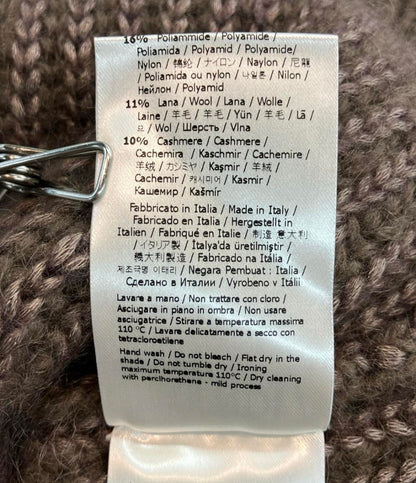 16% Poliammide / Polyamide /
Poliamida / Polyamid / Polyamide/
Nylon / 锦纶 / ナイロン / Naylon / 尼龍
/ Poliamida ou nylon / 나일론 / Nilon /
Нейлон / Polyamid
11% Lana / Wool / Lana / Wolle /
Laine / 羊毛 / 羊毛 / Yün / 羊毛 / Lã /
모 / Wol / Шерсть / Vlna
10% Cashmere / Cashmere /
Cachemira / Kaschmir / Cachemire /
羊绒 / カシミヤ / Kaşmir / 羊絨 /
Cachemir / 캐시미어 / Kasmir /
Кашемир / Kašmír
Fabbricato in Italia / Made in Italy /
Fabricado en Italia / Hergestellt in
Italien / Fabriqué en Italie / 制造 意大利
/ イタリア製 / İtalya'da üretilmiştir /
義大利製造 / Fabricado na Itália /
제조국명 이태리 / Negara Pembuat : Italia /
Сделано в Италии / Vyrobeno v Itálii
Lavare a mano / Non trattare con cloro /
Asciugare in piano in ombra / Non usare
asciugatrice / Stirare a temperatura massima
110°C / Lavare delicatamente a secco con
tetracloroetilene
Hand wash / Do not bleach / Flat dry in the
shade / Do not tumble dry / Ironing
maximum temperature 110°C / Dry cleaning
with perclhorethene - mild process